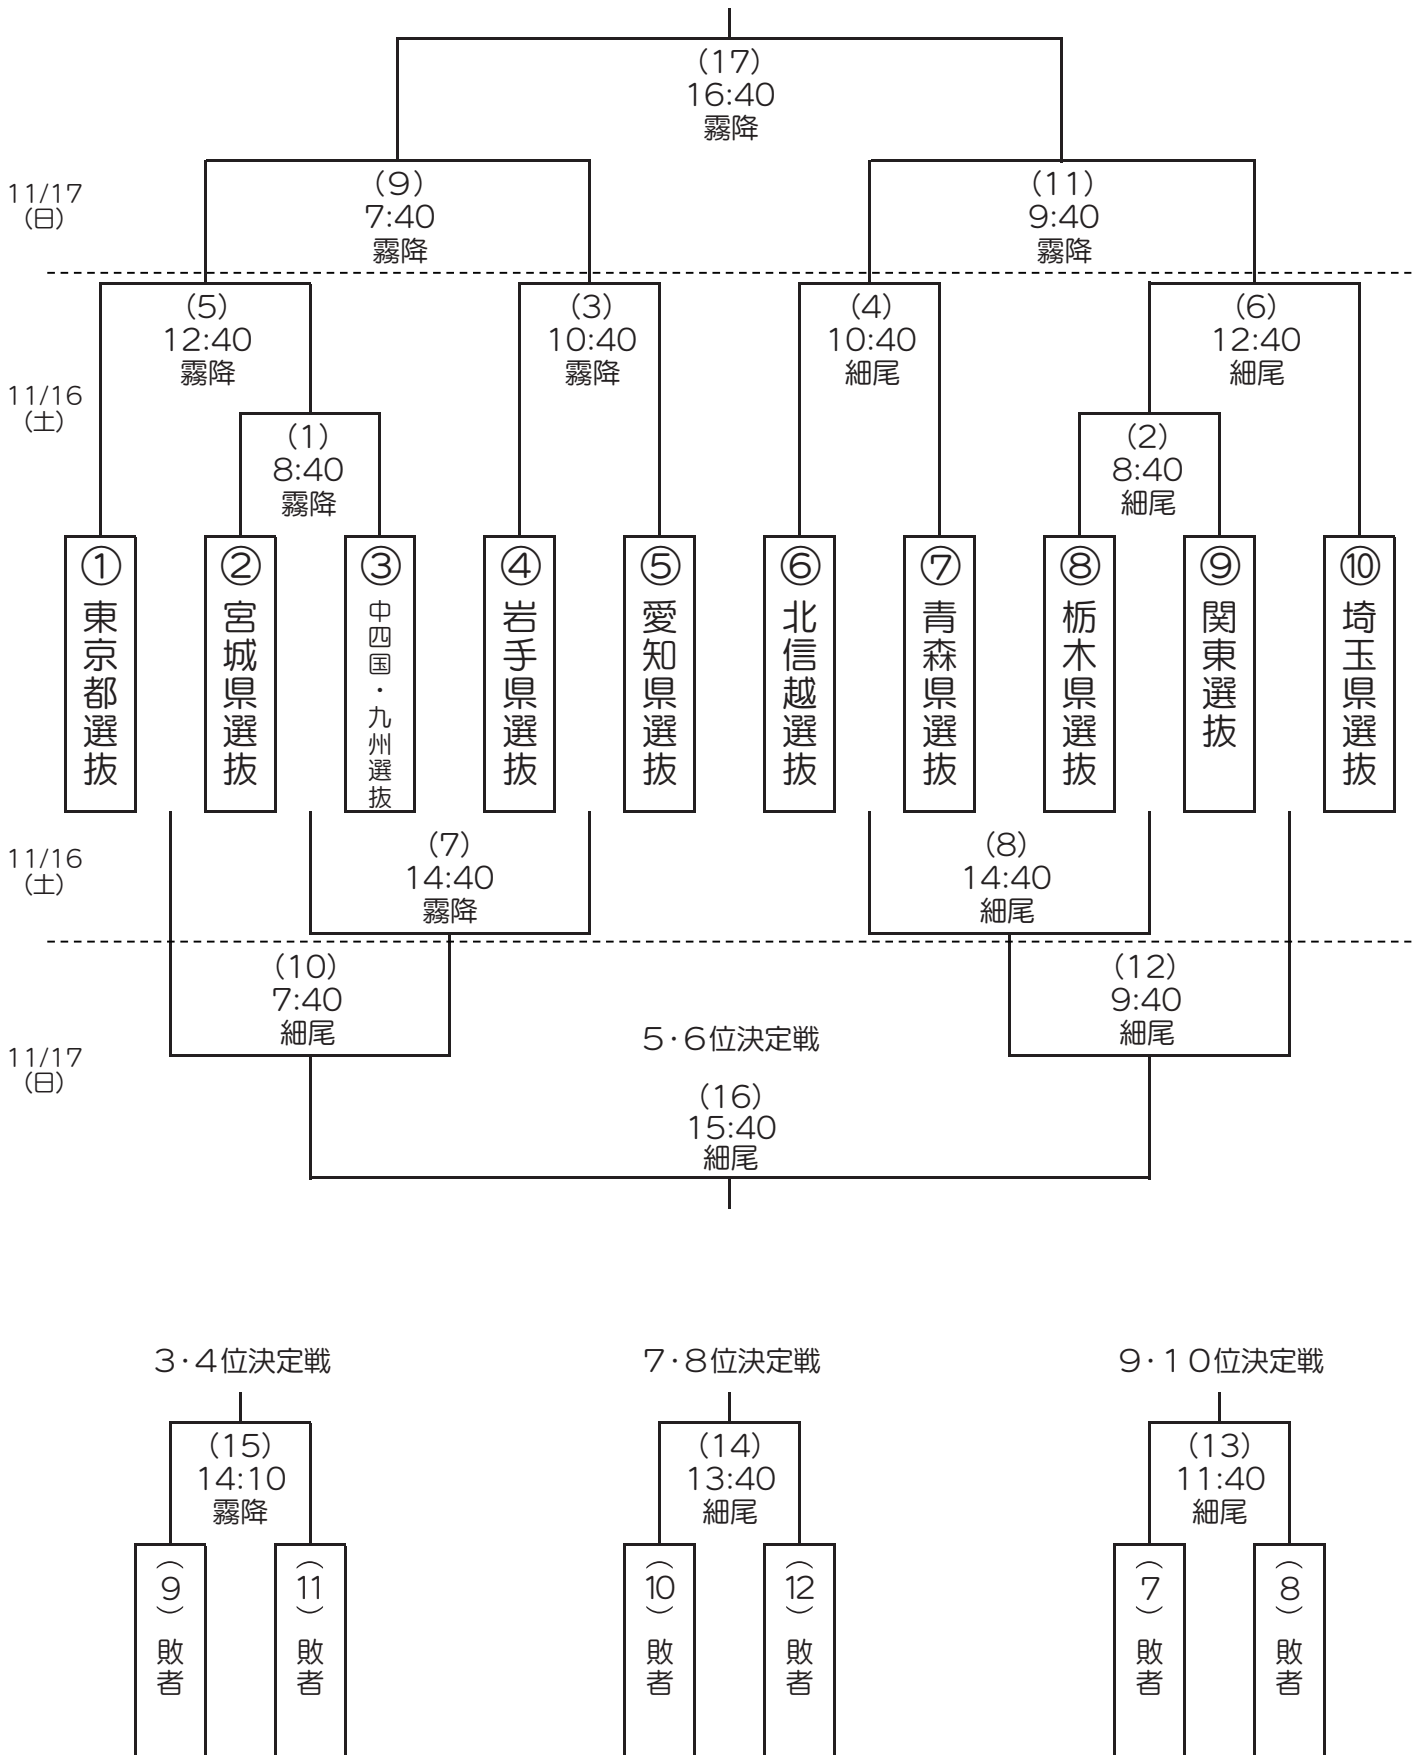 (17)
16:40
霧降
11/17
(日)
(9)
7:40
霧降
(11)
9:40
霧降
(5)
12:40
霧降
(3)
10:40
霧降
(4)
10:40
細尾
(6)
12:40
細尾
11/16
(土)
(1)
8:40
霧降
(2)
8:40
細尾
①東京都選抜
②宮城県選抜
③中四国・九州選抜
④岩手県選抜
⑤愛知県選抜
⑥北信越選抜
⑦青森県選抜
⑧栃木県選抜
⑨関東選抜
⑩埼玉県選抜
11/16
(土)
(7)
14:40
霧降
(8)
14:40
細尾
11/17
(日)
(10)
7:40
細尾
(12)
9:40
細尾
5・6位決定戦
(16)
15:40
細尾
3・4位決定戦
(15)
14:10
霧降
(9)敗者
(11)敗者
7・8位決定戦
(14)
13:40
細尾
(10)敗者
(12)敗者
9・10位決定戦
(13)
11:40
細尾
(7)敗者
(8)敗者